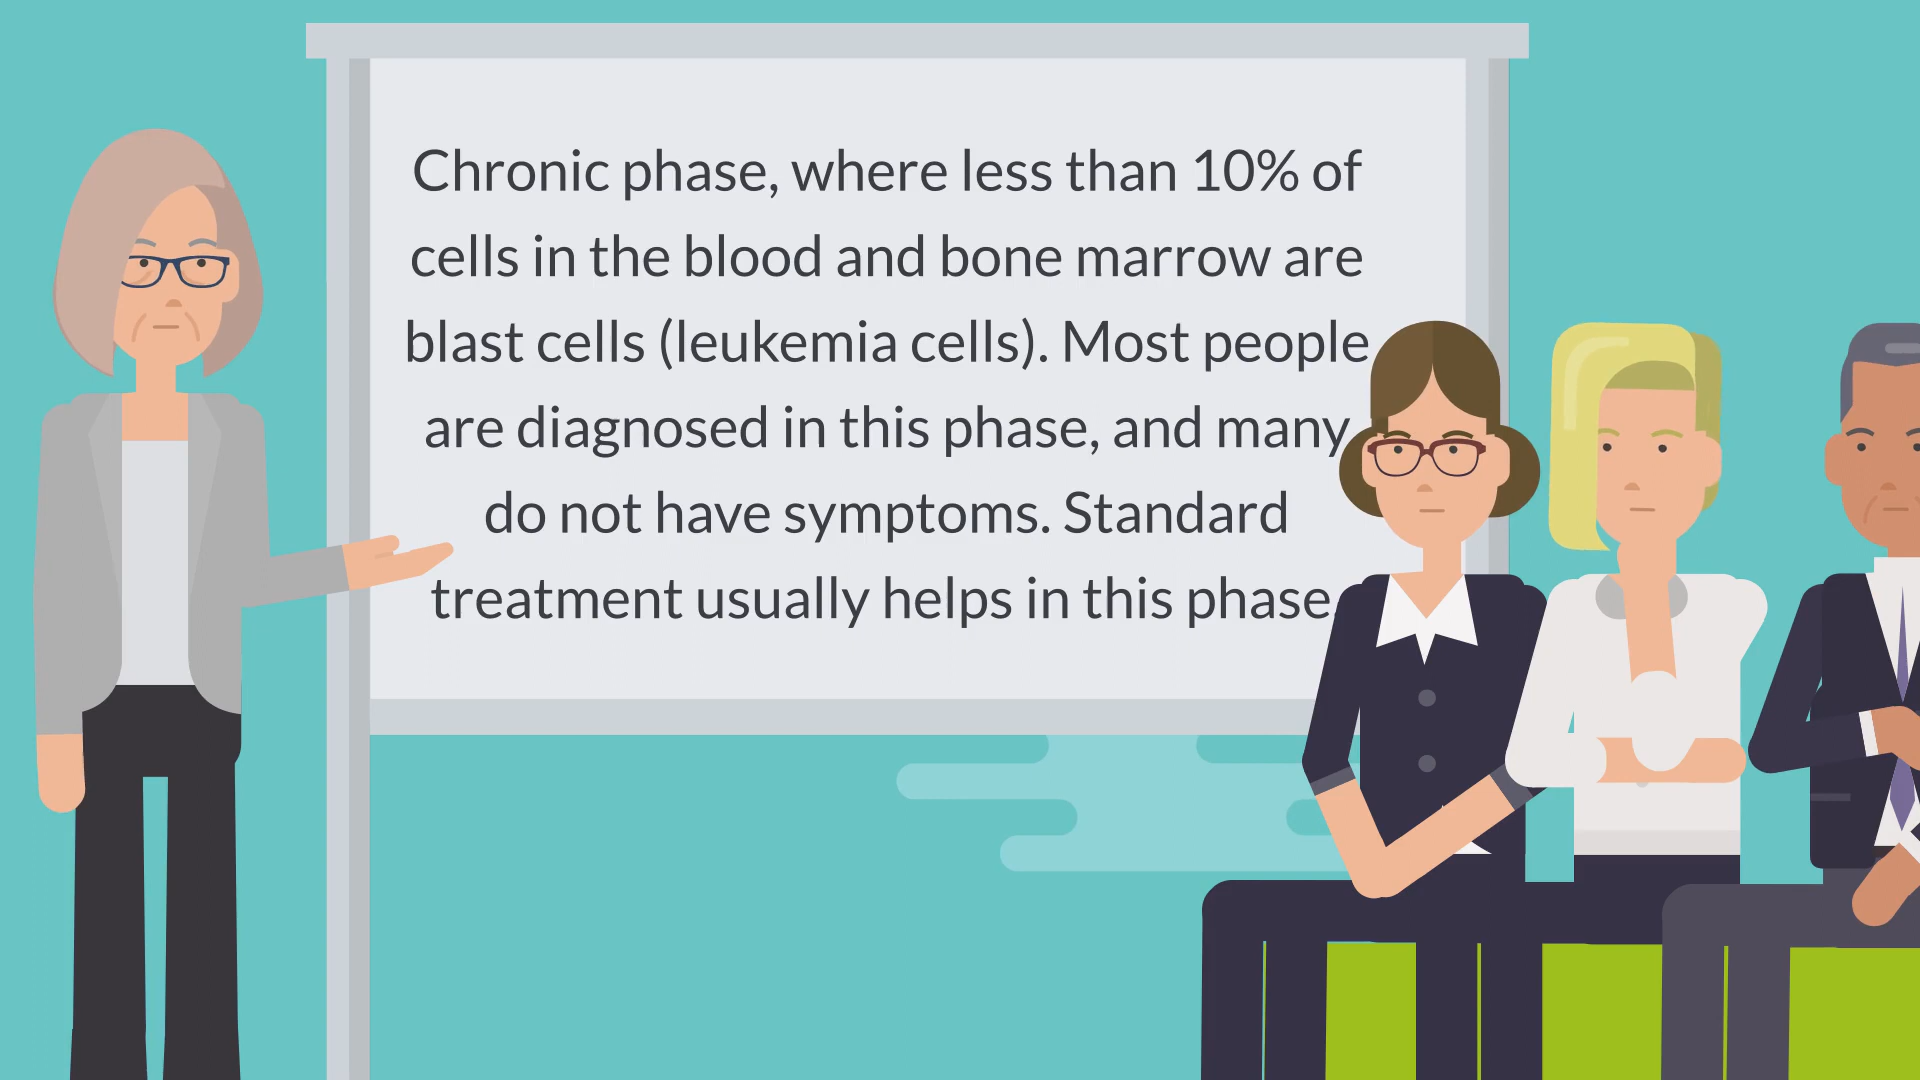 Chronic phase, where less than 10% of
cells in the blood and bone marrow are
blast cells (leukemia cells). Most people
are diagnosed in this phase, and many
do not have symptoms. Standard
treatment usually helps in this phase.